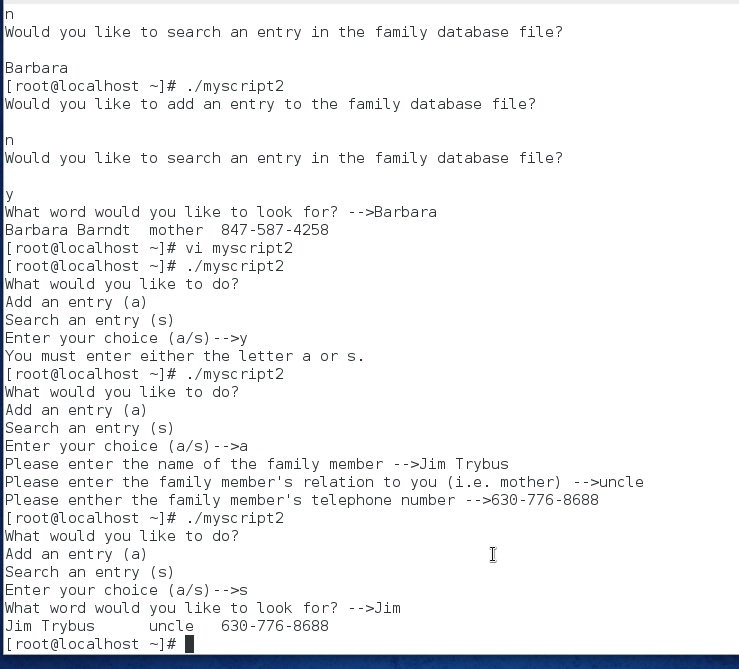 n
Would you like to search an entry in the family database file?
Barbara
[root@localhost ~]# ./myscript2
Would you like to add an entry to the family database file?
n
Would you like to search an entry in the family database file?
y
What word would you like to look for? -->Barbara
Barbara Barndt  mother  847-587-4258
[root@localhost ~]# vi myscript2
[root@localhost ~]# ./myscript2
What would you like to do?
Add an entry (a)
Search an entry (s)
Enter your choice (a/s)-->y
You must enter either the letter a or s.
[root@localhost ~]# ./myscript2
What would you like to do?
Add an entry (a)
Search an entry (s)
Enter your choice (a/s)-->a
Please enter the name of the family member -->Jim Trybus
Please enter the family member's relation to you (i.e. mother) -->uncle
Please enther the family member's telephone number -->630-776-8688
[root@localhost ~]# ./myscript2
What would you like to do?
Add an entry (a)
Search an entry (s)
Enter your choice (a/s)-->s
What word would you like to look for? -->Jim
Jim Trybus      uncle   630-776-8688
[root@localhost ~]#